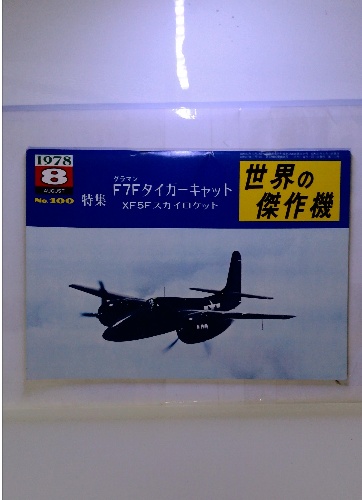 1978
8
AUGUST
No.100
特集
グラマン
F7Fタイガーキャット
XF5Fスカイロケット
世界の
傑作機